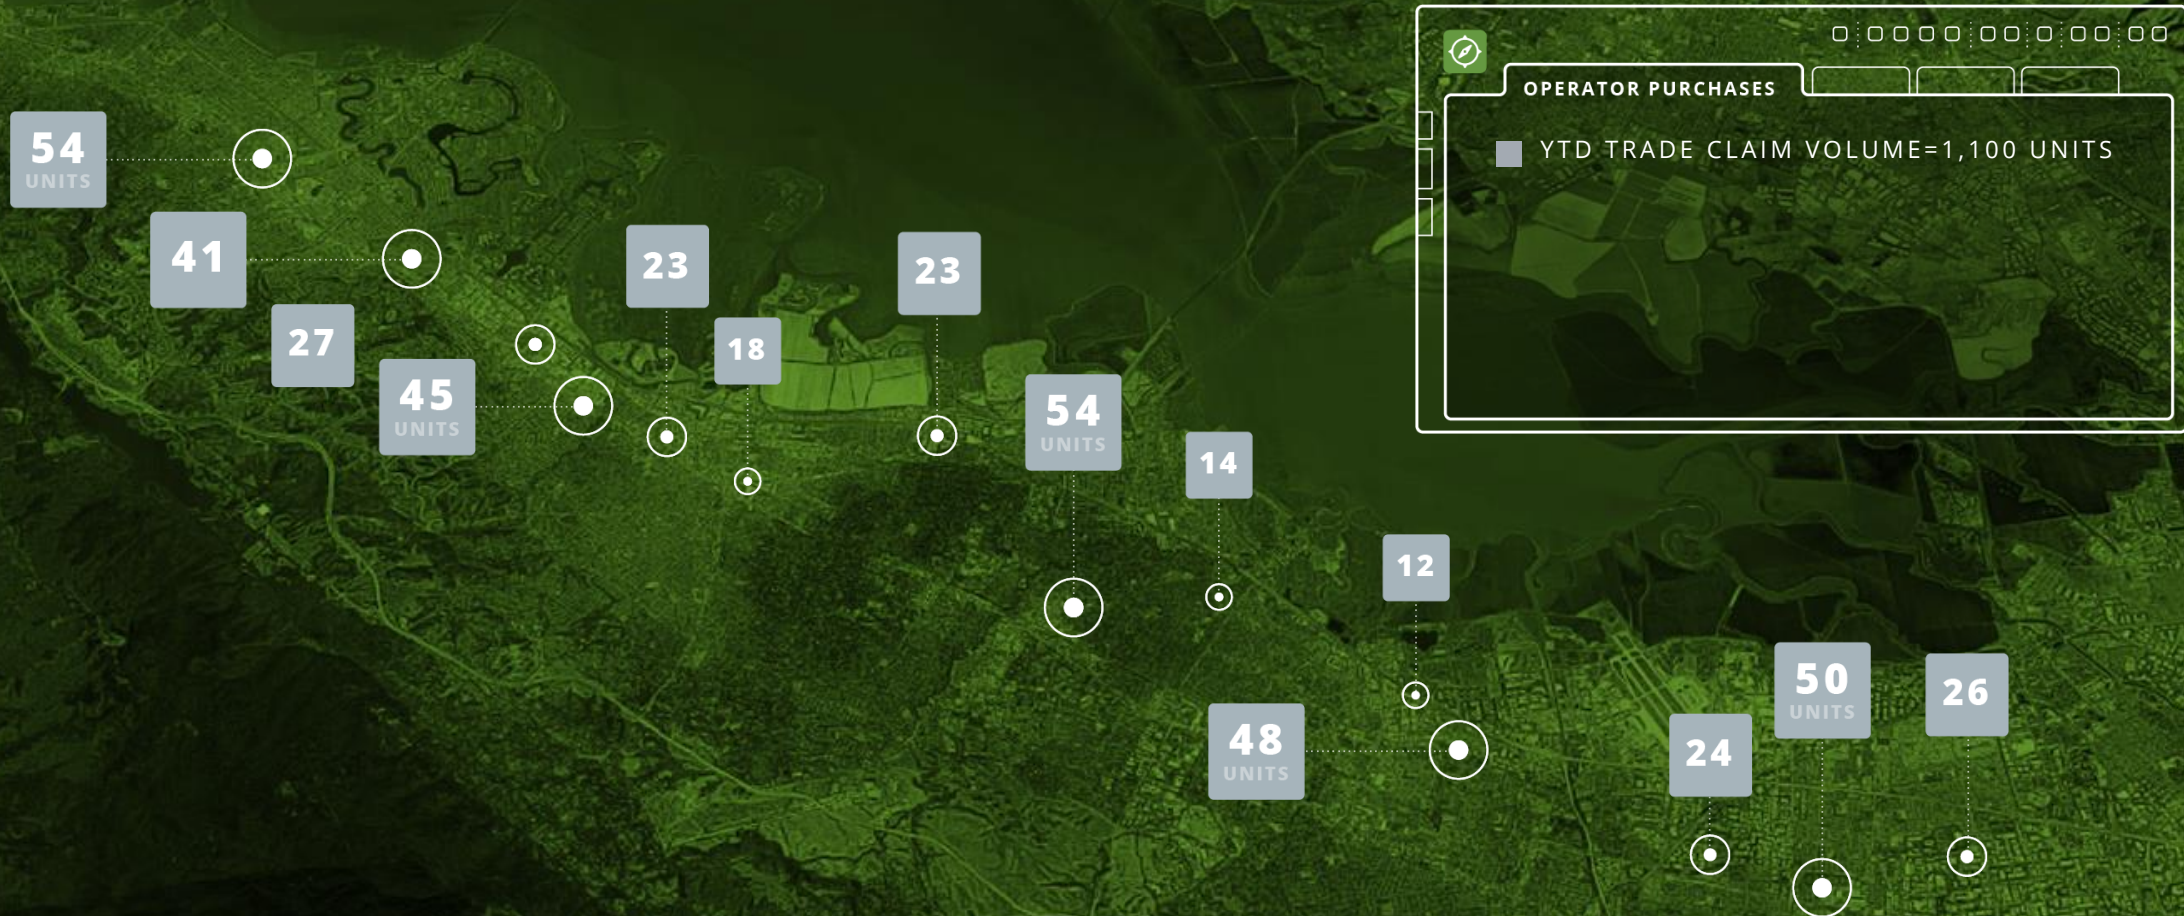 OPERATOR PURCHASES
YTD TRADE CLAIM VOLUME=1,100 UNITS
54
UNITS
41
27
45
UNITS
23
18
23
54
UNITS
14
12
48
UNITS
24
50
UNITS
26